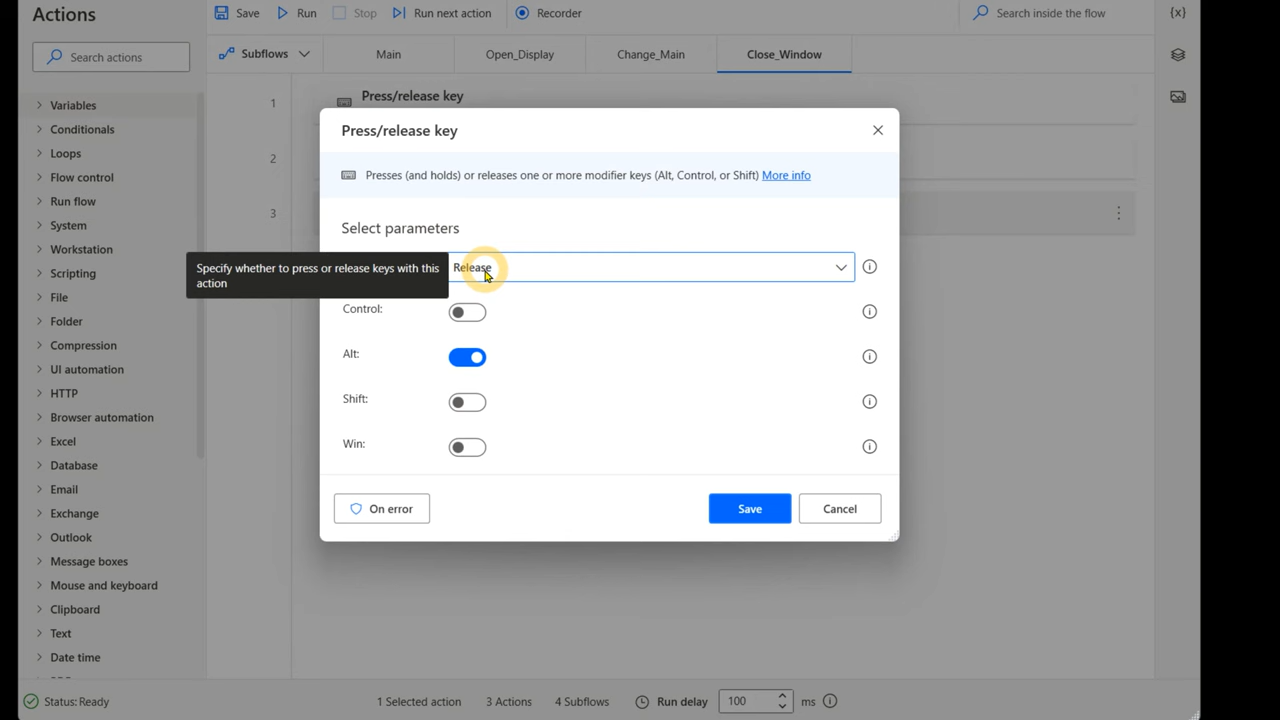 Actions
Save
Run
Stop
Run next action
Recorder
Search inside the flow
{x}
Search actions
Subflows
Main
Open_Display
Change_Main
Close_Window
Variables
Conditionals
Loops
Flow control
Run flow
System
Workstation
Scripting
File
Folder
Compression
UI automation
HTTP
Browser automation
Excel
Database
Email
Exchange
Outlook
Message boxes
Mouse and keyboard
Clipboard
Text
Date time
1
Press/release key
2
3
Press/release key
Presses (and holds) or releases one or more modifier keys (Alt, Control, or Shift) More info
Select parameters
Specify whether to press or release keys with this
action
Release
Control:
Alt:
Shift:
Win:
On error
Save
Cancel
Status: Ready
1 Selected action
3 Actions
4 Subflows
Run delay
100
ms